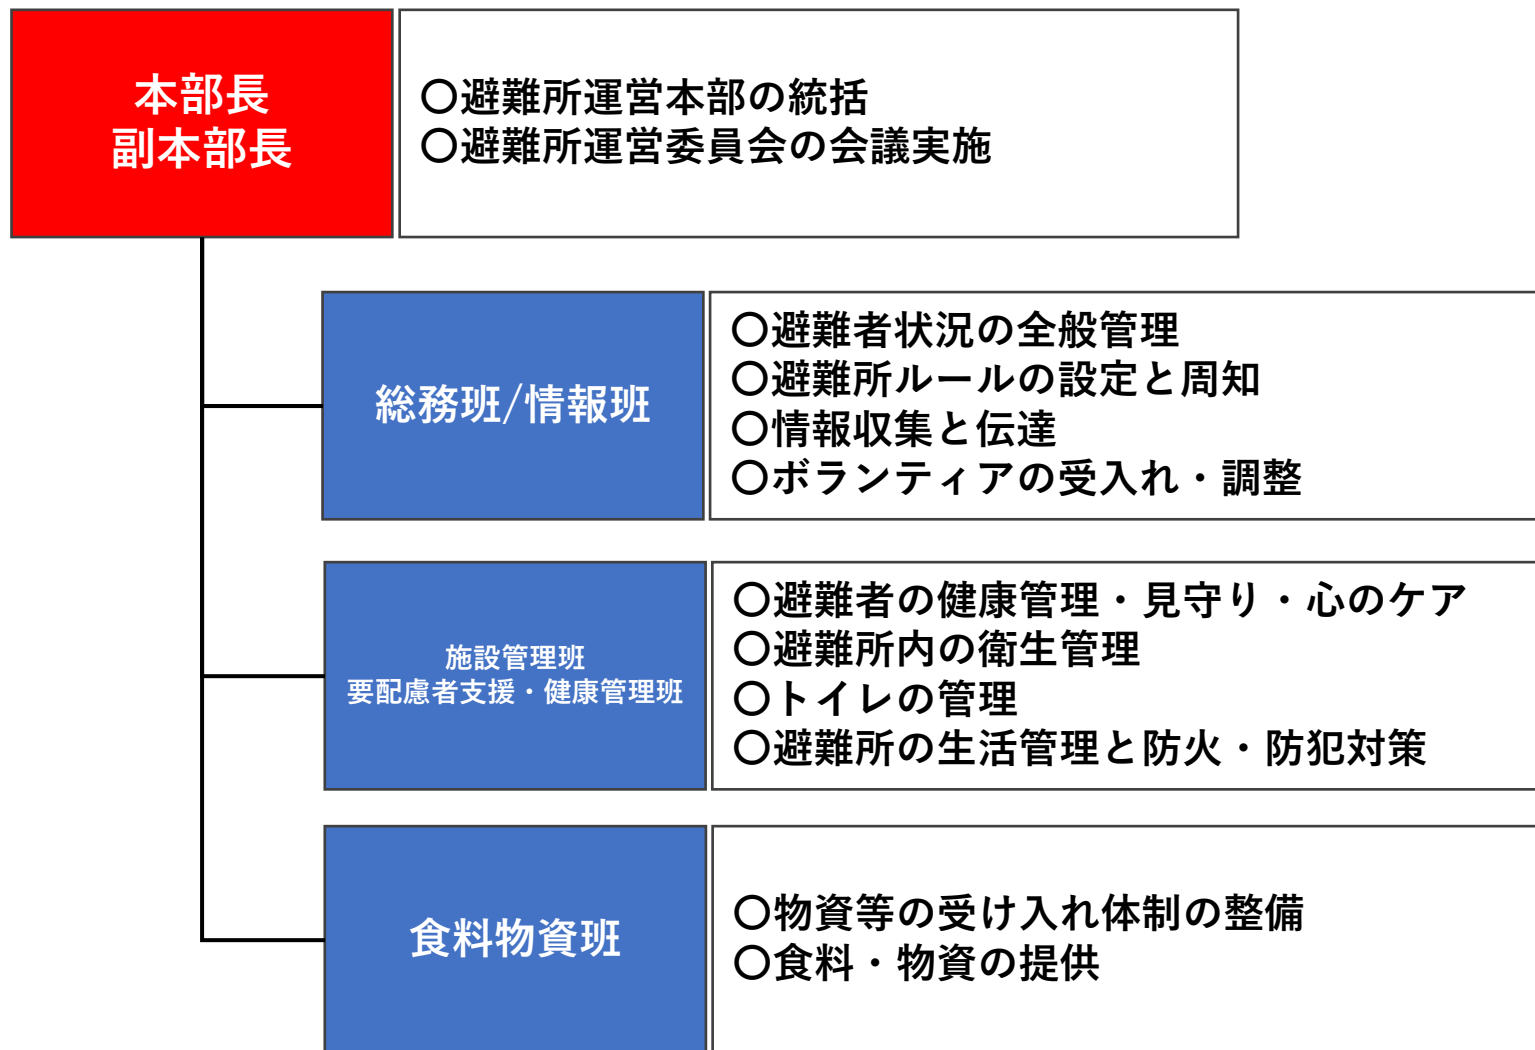 本部長
副本部長
〇避難所運営本部の統括
〇避難所運営委員会の会議実施
総務班/情報班
〇避難者状況の全般管理
〇避難所ルールの設定と周知
〇情報収集と伝達
〇ボランティアの受入れ・調整
施設管理班
要配慮者支援・健康管理班
〇避難者の健康管理・見守り・心のケア
〇避難所内の衛生管理
〇トイレの管理
〇避難所の生活管理と防火・防犯対策
食料物資班
〇物資等の受け入れ体制の整備
〇食料・物資の提供